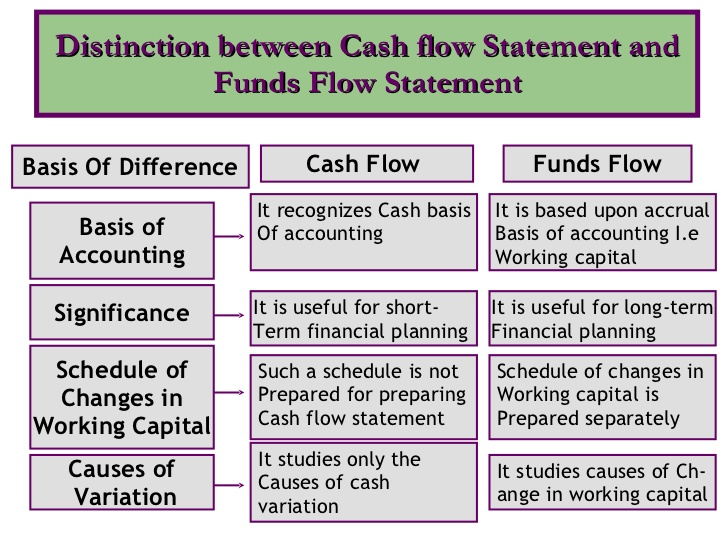 Distinction between Cash flow Statement and
Funds Flow Statement
Basis Of Difference
Cash Flow
Funds Flow
Basis of
Accounting
It recognizes Cash basis
Of accounting
It is based upon accrual
Basis of accounting I.e
Working capital
Significance
It is useful for short-
Term financial planning
It is useful for long-term
Financial planning
Schedule of
Changes in
Working Capital
Such a schedule is not
Prepared for preparing
Cash flow statement
Schedule of changes in
Working capital is
Prepared separately
Causes of
Variation
It studies only the
Causes of cash
variation
It studies causes of Ch-
ange in working capital